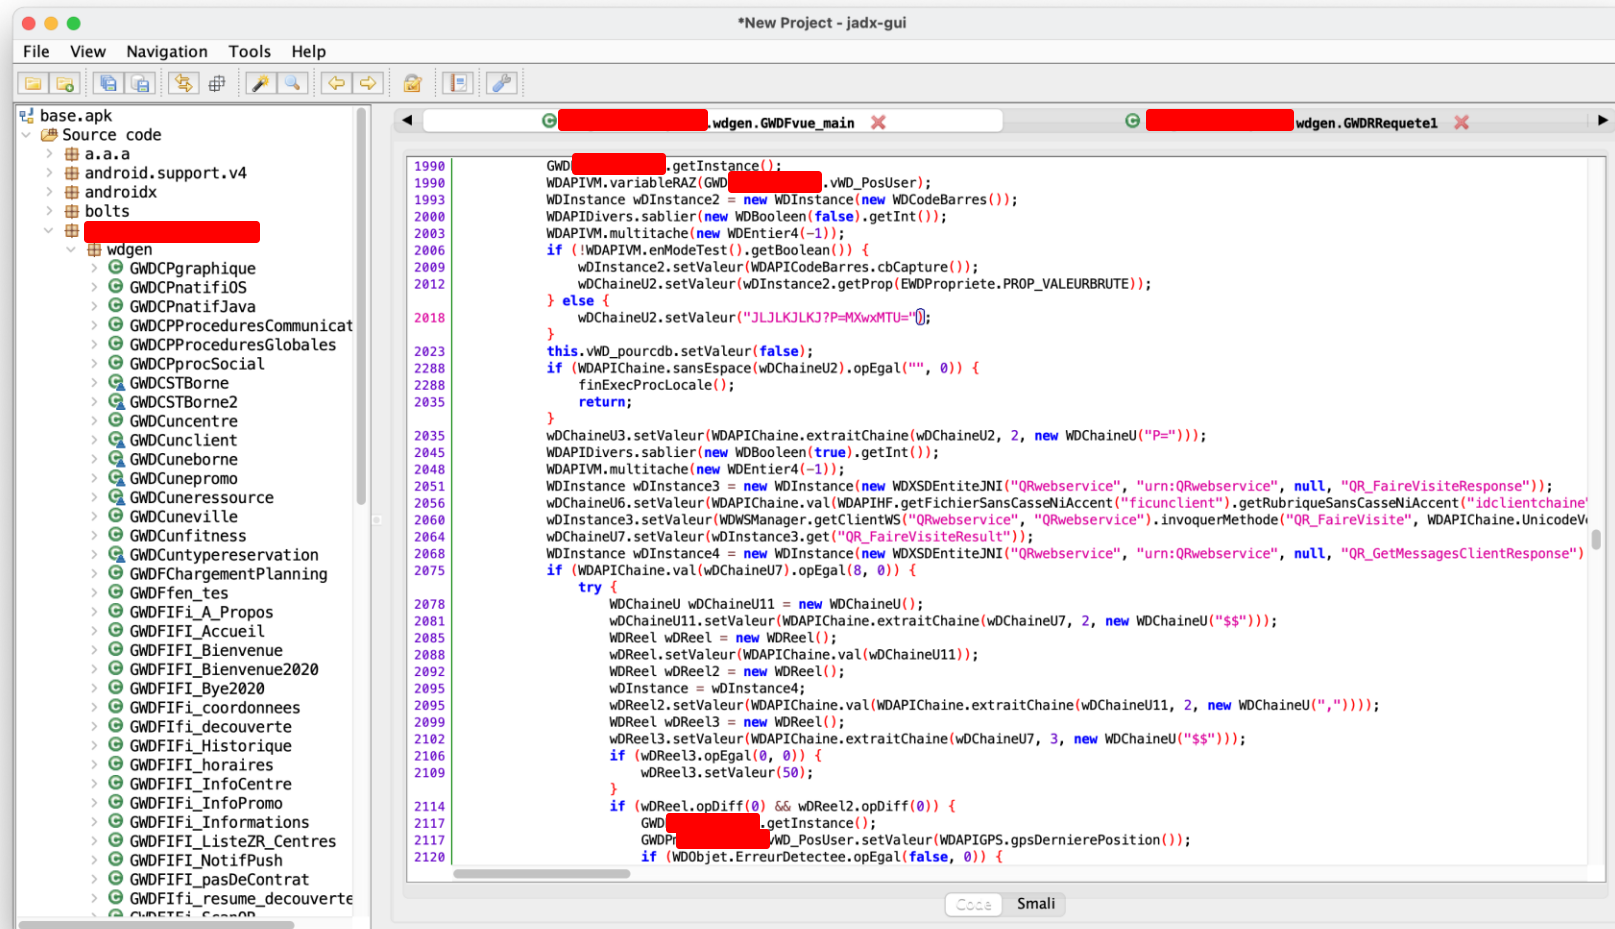 *New Project - jadx-gui
File View Navigation Tools Help
base.apk
Source code
a.a.a
android.support.v4
androidx
bolts
wdgen
GWDCPgraphique
GWDCPnatifiOS
GWDCPnatifJava
GWDCPProceduresCommunicat
GWDCPProceduresGlobales
GWDCPprocSocial
GWDCSTBorne
GWDCSTBorne2
GWDCuncentre
GWDCunclient
GWDCuneborne
GWDCunepromo
GWDCuneressource
GWDCuneville
GWDCunfitness
GWDCuntypereservation
GWDFChargementPlanning
GWDFfen_tes
GWDFIFi_A_Propos
GWDFIFI_Accueil
GWDFIFI_Bienvenue
GWDFIFI_Bienvenue2020
GWDFIFI_Bye2020
GWDFIFi_coordonnees
GWDFIfi_decouverte
GWDFIFI_Historique
GWDFIFI_horaires
GWDFIFI_InfoCentre
GWDFIFi_InfoPromo
GWDFIFi_Informations
GWDFIFI_ListeZR_Centres
GWDFIFI_NotifPush
GWDFIFI_pasDeContrat
GWDFIfi_resume_decouverte
GWDFIFi_ScanQR
.wdgen.GWDFvue_main
wdgen.GWDRRequete1
1990 GWD .getInstance();
1990 WDAPIVM.variableRAZ(GWD .vWD_PosUser);
1993 WDInstance wDInstance2 = new WDInstance(new WDCodeBarres());
2000 WDAPIDivers.sablier(new WDBooleen(false).getInt());
2003 WDAPIVM.multitache(new WDEntier4(-1));
2006 if (!WDAPIVM.enModeTest().getBoolean()) {
2009 wDInstance2.setValeur(WDAPICodeBarres.cbCapture());
2012 wDChaineU2.setValeur(wDInstance2.getProp(EWDPropriete.PROP_VALEURBRUTE));
} else {
2018 wDChaineU2.setValeur("JLJLKJLKJ?P=MXwxMTU=");
}
2023 this.vWD_pourcdb.setValeur(false);
2288 if (WDAPIChaine.sansEspace(wDChaineU2).opEgal("", 0)) {
2288 finExecProcLocale();
2035 return;
}
2035 wDChaineU3.setValeur(WDAPIChaine.extraitChaine(wDChaineU2, 2, new WDChaineU("P=")));
2045 WDAPIDivers.sablier(new WDBooleen(true).getInt());
2048 WDAPIVM.multitache(new WDEntier4(-1));
2051 WDInstance wDInstance3 = new WDInstance(new WDXSDEntiteJNI("QRwebservice", "urn:QRwebservice", null, "QR_FaireVisiteResponse"));
2056 wDChaineU6.setValeur(WDAPIChaine.val(WDAPIHF.getFichierSansCasseNiAccent("ficunclient").getRubriqueSansCasseNiAccent("idclientchaine"
2060 wDInstance3.setValeur(WDWSManager.getClientWS("QRwebservice", "QRwebservice").invoquerMethode("QR_FaireVisite", WDAPIChaine.UnicodeV
2064 wDChaineU7.setValeur(wDInstance3.get("QR_FaireVisiteResult"));
2068 WDInstance wDInstance4 = new WDInstance(new WDXSDEntiteJNI("QRwebservice", "urn:QRwebservice", null, "QR_GetMessagesClientResponse")
2075 if (WDAPIChaine.val(wDChaineU7).opEgal(8, 0)) {
try {
2078 WDChaineU wDChaineU11 = new WDChaineU();
2081 wDChaineU11.setValeur(WDAPIChaine.extraitChaine(wDChaineU7, 2, new WDChaineU("$$")));
2085 WDReel wDReel = new WDReel();
2088 wDReel.setValeur(WDAPIChaine.val(wDChaineU11));
2092 WDReel wDReel2 = new WDReel();
2095 wDInstance = wDInstance4;
2095 wDReel2.setValeur(WDAPIChaine.val(WDAPIChaine.extraitChaine(wDChaineU11, 2, new WDChaineU(","))));
2099 WDReel wDReel3 = new WDReel();
2102 wDReel3.setValeur(WDAPIChaine.extraitChaine(wDChaineU7, 3, new WDChaineU("$$")));
2106 if (wDReel3.opEgal(0, 0)) {
2109 wDReel3.setValeur(50);
}
2114 if (wDReel.opDiff(0) && wDReel2.opDiff(0)) {
2117 GWD .getInstance();
2117 GWDP vWD_PosUser.setValeur(WDAPIGPS.gpsDernierePosition());
2120 if (WDObjet.ErreurDetectee.opEgal(false, 0)) {
Code Smali